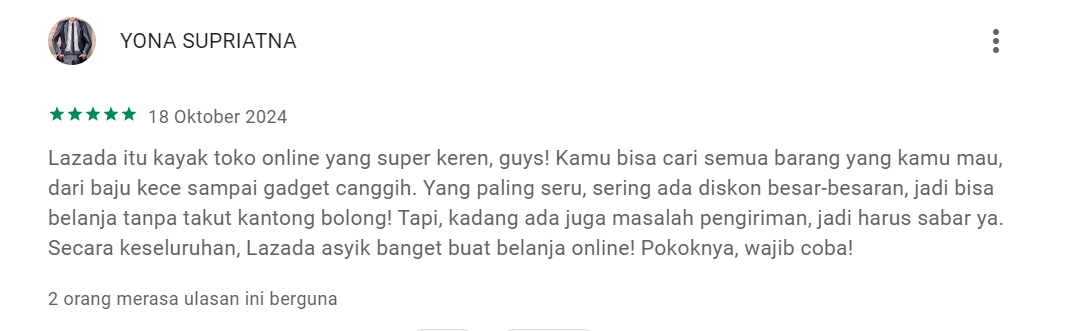 YONA SUPRIATNA
18 Oktober 2024
Lazada itu kayak toko online yang super keren, guys! Kamu bisa cari semua barang yang kamu mau,
dari baju kece sampai gadget canggih. Yang paling seru, sering ada diskon besar-besaran, jadi bisa
belanja tanpa takut kantong bolong! Tapi, kadang ada juga masalah pengiriman, jadi harus sabar ya.
Secara keseluruhan, Lazada asyik banget buat belanja online! Pokoknya, wajib coba!
2 orang merasa ulasan ini berguna